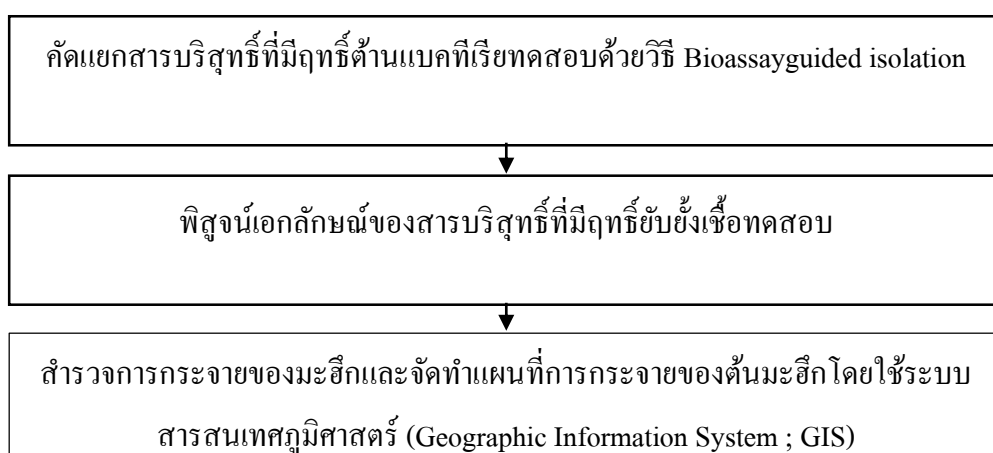 คัดแยกสารบริสุทธิ์ที่มีฤทธิ์ต้านแบคทีเรียทดสอบด้วยวิธี Bioassayguided isolation
พิสูจน์เอกลักษณ์ของสารบริสุทธิ์ที่มีฤทธิ์ยับยั้งเชื้อทดสอบ
สำรวจการกระจายของมะฮึกและจัดทำแผนที่การกระจายของต้นมะฮึกโดยใช้ระบบ
สารสนเทศภูมิศาสตร์ (Geographic Information System ; GIS)